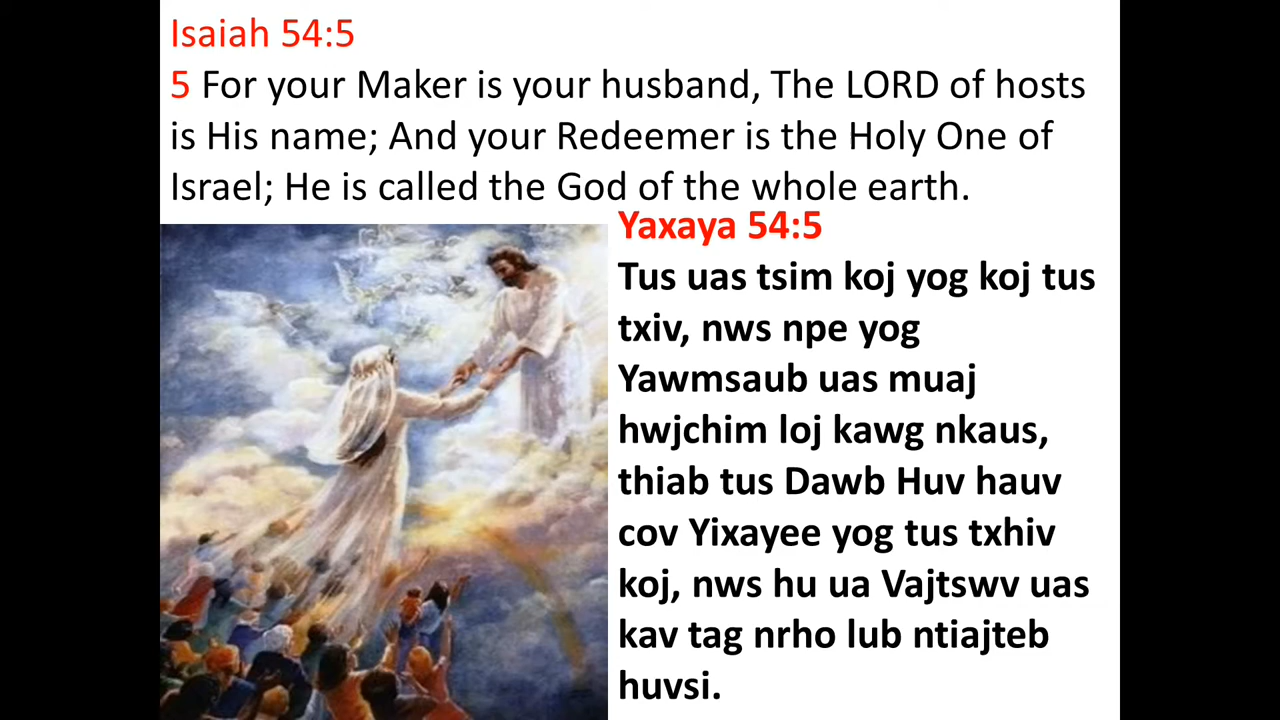 Isaiah 54:5
5 For your Maker is your husband, The LORD of hosts
is His name; And your Redeemer is the Holy One of
Israel; He is called the God of the whole earth.
Yaxaya 54:5
Tus uas tsim koj yog koj tus
txiv, nws npe yog
Yawmsaub uas muaj
hwjchim loj kawg nkaus,
thiab tus Dawb Huv hauv
cov Yixayee yog tus txhiv
koj, nws hu ua Vajtswv uas
kav tag nrho lub ntiajteb
huvsi.